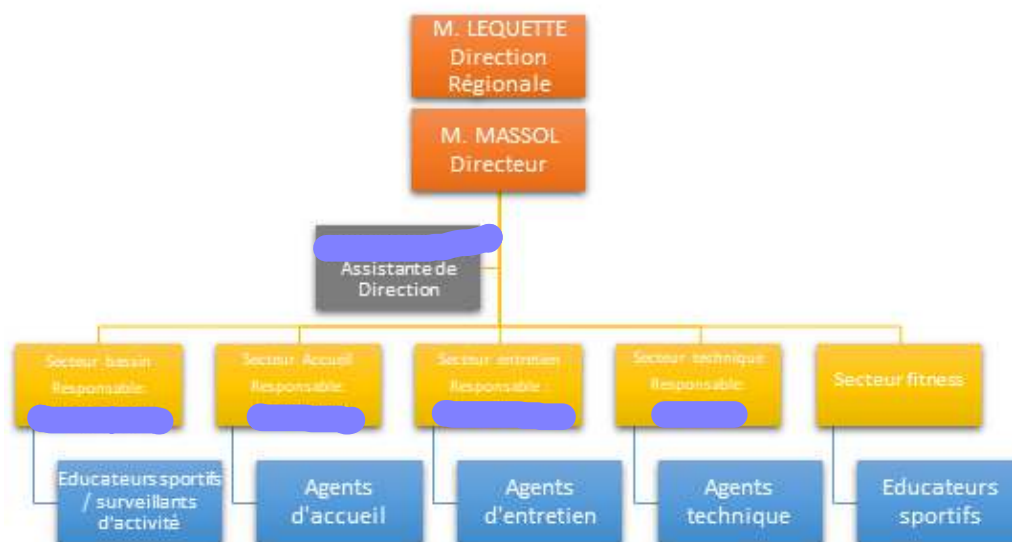 M. LEQUETTE
Direction
Régionale
M. MASSOL
Directeur
Assistante de
Direction
Secteur bassin
Responsable:
Secteur Accueil
Responsable:
Secteur entretien
Responsable :
Secteur technique
Responsable:
Secteur fitness
Educateurs sportifs
/ surveillants
d'activité
Agents
d'accueil
Agents
d'entretien
Agents
technique
Educateurs
sportifs